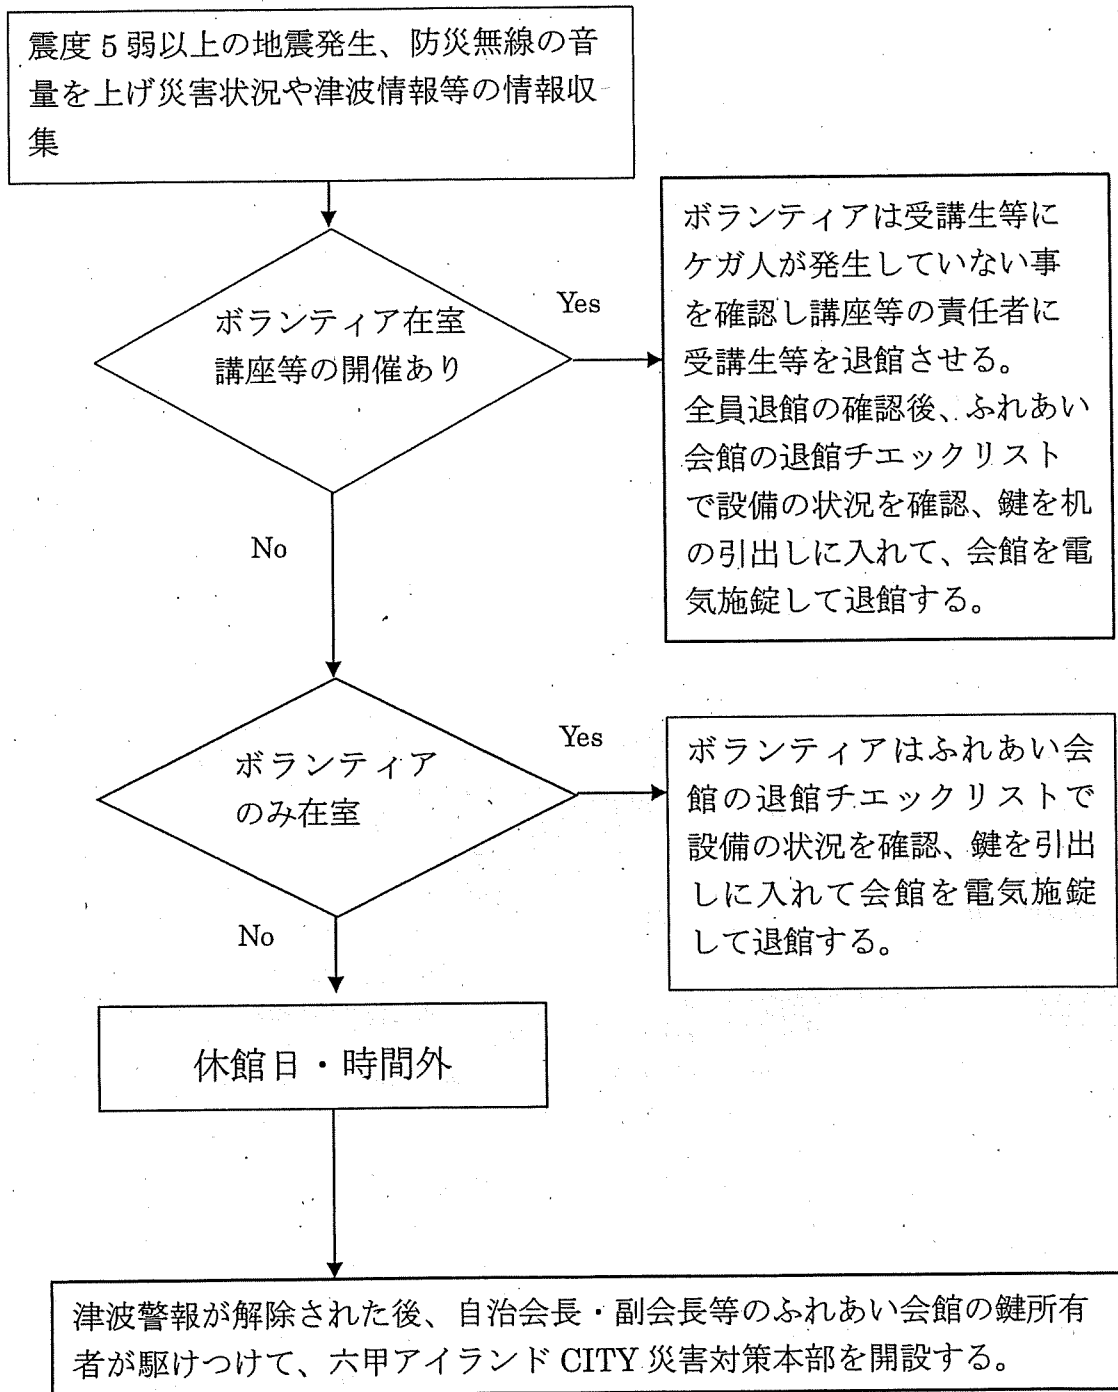 震度5弱以上の地震発生、防災無線の音
量を上げ災害状況や津波情報等の情報収
集
ボランティア在室
講座等の開催あり
Yes
ボランティアは受講生等に
ケガ人が発生していない事
を確認し講座等の責任者に
受講生等を退館させる。
全員退館の確認後、ふれあい
会館の退館チエックリスト
で設備の状況を確認、鍵を机
の引出しに入れて、会館を電
気施錠して退館する。
No
ボランティア
のみ在室
Yes
ボランティアはふれあい会
館の退館チエックリストで
設備の状況を確認、鍵を引出
しに入れて会館を電気施錠
して退館する。
No
休館日・時間外
津波警報が解除された後、自治会長・副会長等のふれあい会館の鍵所有
者が駆けつけて、六甲アイランド CITY 災害対策本部を開設する。